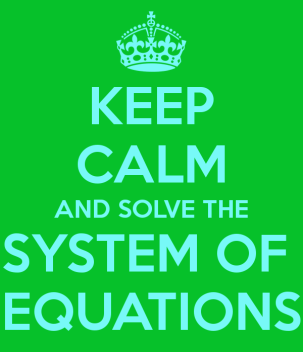 KEEP
CALM
AND SOLVE THE
SYSTEM OF
EQUATIONS